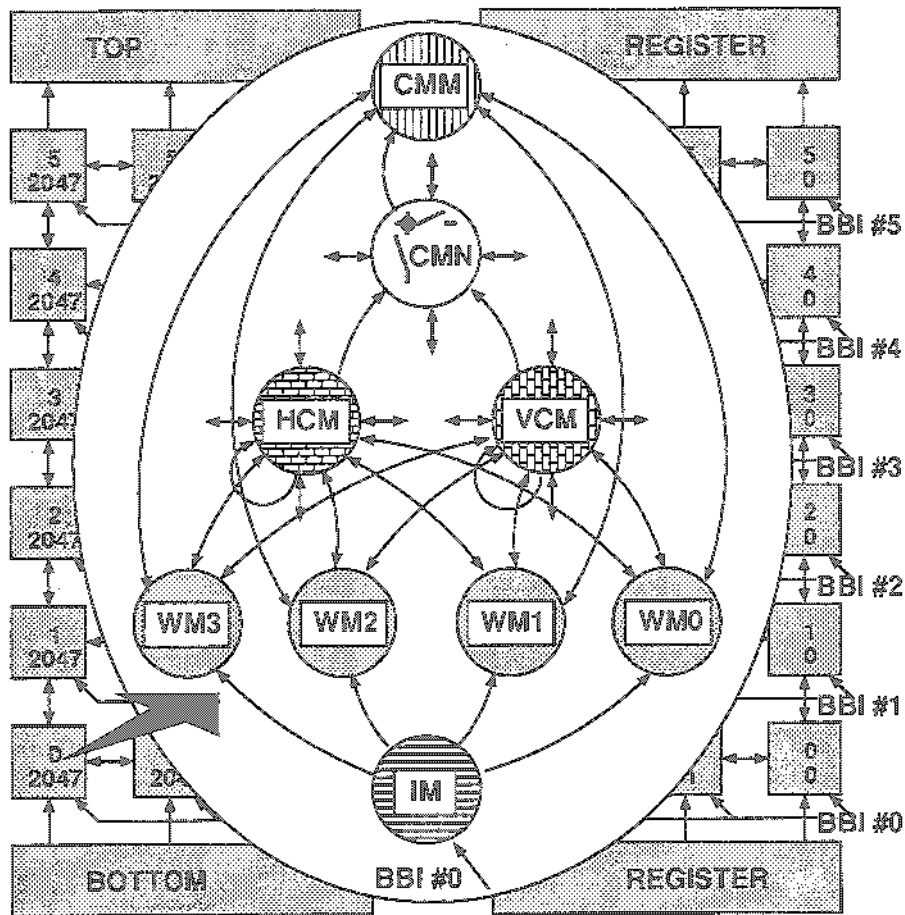 TOP
REGISTER
CMM
5
2047
5
0
BBI #5
CMN
4
2047
4
0
BBI #4
HCM
VCM
3
2047
3
0
BBI #3
2
2047
2
0
BBI #2
WM3
WM2
WM1
WM0
1
2047
1
0
BBI #1
0
2047
IM
0
0
BBI #0
BOTTOM
BBI #0
REGISTER